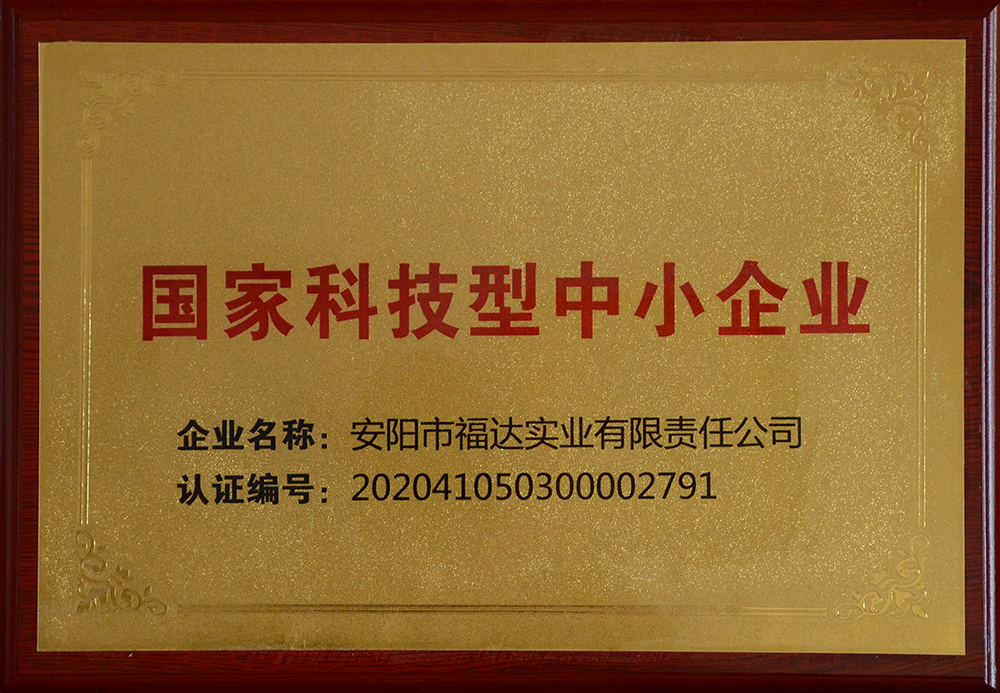 国家科技型中小企业
企业名称：安阳市福达实业有限责任公司
认证编号：202041050300002791